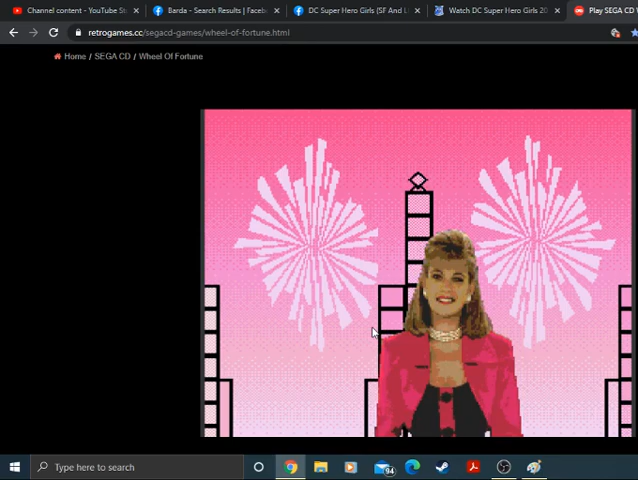 Channel content - YouTube St
Barda - Search Results | Faceb
DC Super Hero Girls (SF And L
Watch DC Super Hero Girls 20
Play SEGA CD V
retrogames.cc/segacd-games/wheel-of-fortune.html
Home / SEGA CD / Wheel Of Fortune
Type here to search
94